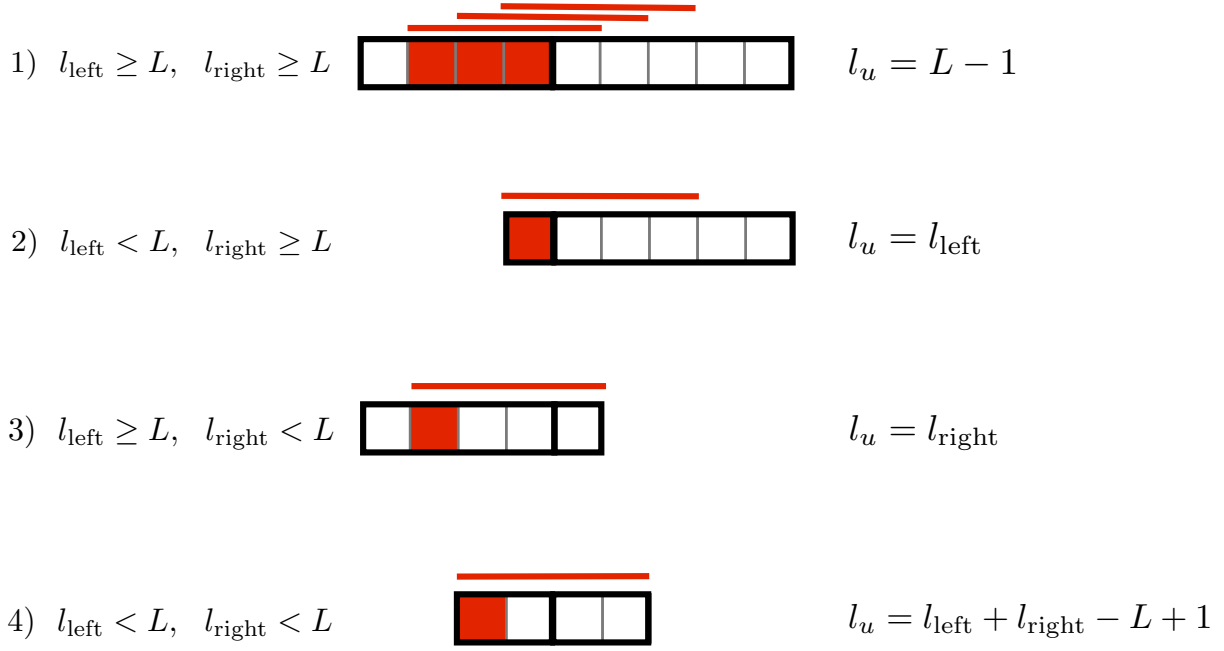 1) l_left ≥ L, l_right ≥ L l_u = L − 1
2) l_left < L, l_right ≥ L l_u = l_left
3) l_left ≥ L, l_right < L l_u = l_right
4) l_left < L, l_right < L l_u = l_left + l_right − L + 1